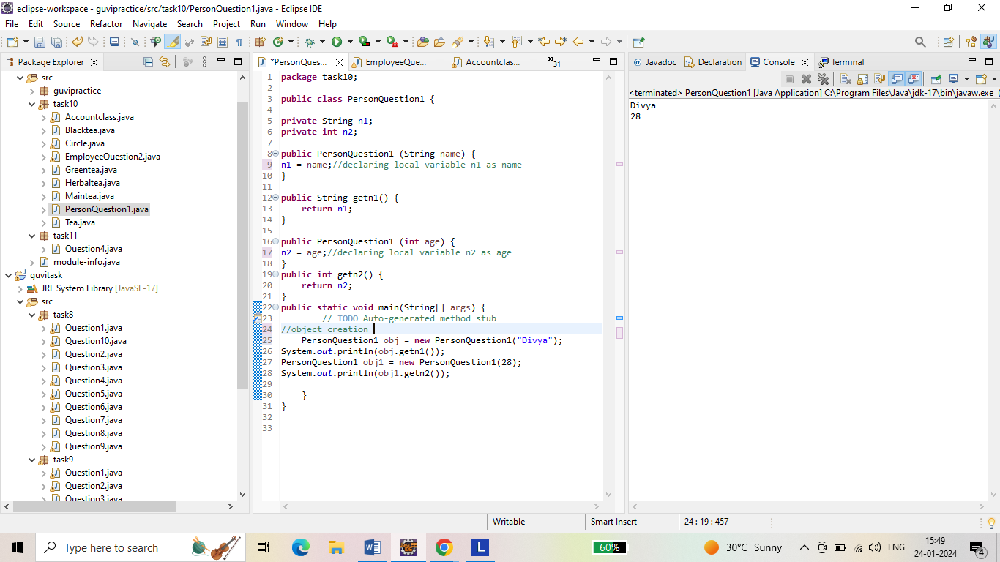 eclipse-workspace - guvipractice/src/task10/PersonQuestion1.java - Eclipse IDE
File Edit Source Refactor Navigate Search Project Run Window Help
Package Explorer
src
guvipractice
task10
Accountclass.java
Blacktea.java
Circle.java
EmployeeQuestion2.java
Greentea.java
Herbaltea.java
Maintea.java
PersonQuestion1.java
Tea.java
task11
Question4.java
module-info.java
guvitask
JRE System Library [JavaSE-17]
src
task8
Question1.java
Question10.java
Question2.java
Question3.java
Question4.java
Question5.java
Question6.java
Question7.java
Question8.java
Question9.java
task9
Question1.java
Question2.java
Question3.java
*PersonQues... EmployeeQue... Accountclas... »31
1 package task10;
2
3 public class PersonQuestion1 {
4
5 private String n1;
6 private int n2;
7
8 public PersonQuestion1 (String name) {
9 n1 = name;//declaring local variable n1 as name
10 }
11
12 public String getn1() {
13 return n1;
14 }
15
16 public PersonQuestion1 (int age) {
17 n2 = age;//declaring local variable n2 as age
18 }
19 public int getn2() {
20 return n2;
21 }
22 public static void main(String[] args) {
23 // TODO Auto-generated method stub
24 //object creation
25 PersonQuestion1 obj = new PersonQuestion1("Divya");
26 System.out.println(obj.getn1());
27 PersonQuestion1 obj1 = new PersonQuestion1(28);
28 System.out.println(obj1.getn2());
29
30 }
31 }
32
33
@ Javadoc Declaration Console Terminal
<terminated> PersonQuestion1 [Java Application] C:\Program Files\Java\jdk-17\bin\javaw.exe (
Divya
28
Writable Smart Insert 24 : 19 : 457
Type here to search
W
JAVA EE IDE
L
60%
30°C Sunny
ENG
15:49
24-01-2024
4